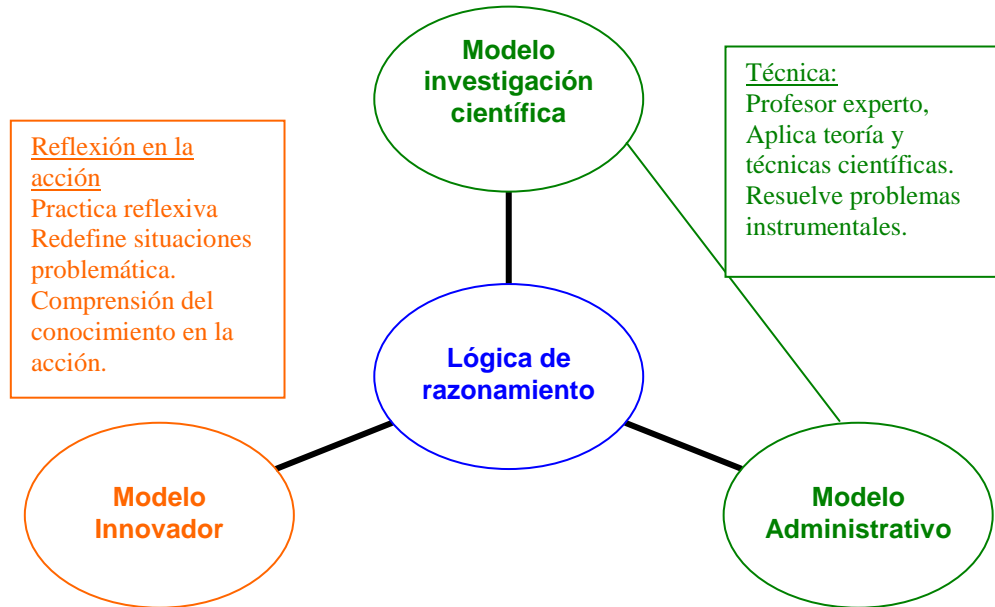 Modelo
investigación
científica
Técnica:
Profesor experto,
Aplica teoría y
técnicas científicas.
Resuelve problemas
instrumentales.
Reflexión en la
acción
Practica reflexiva
Redefine situaciones
problemática.
Comprensión del
conocimiento en la
acción.
Lógica de
razonamiento
Modelo
Innovador
Modelo
Administrativo